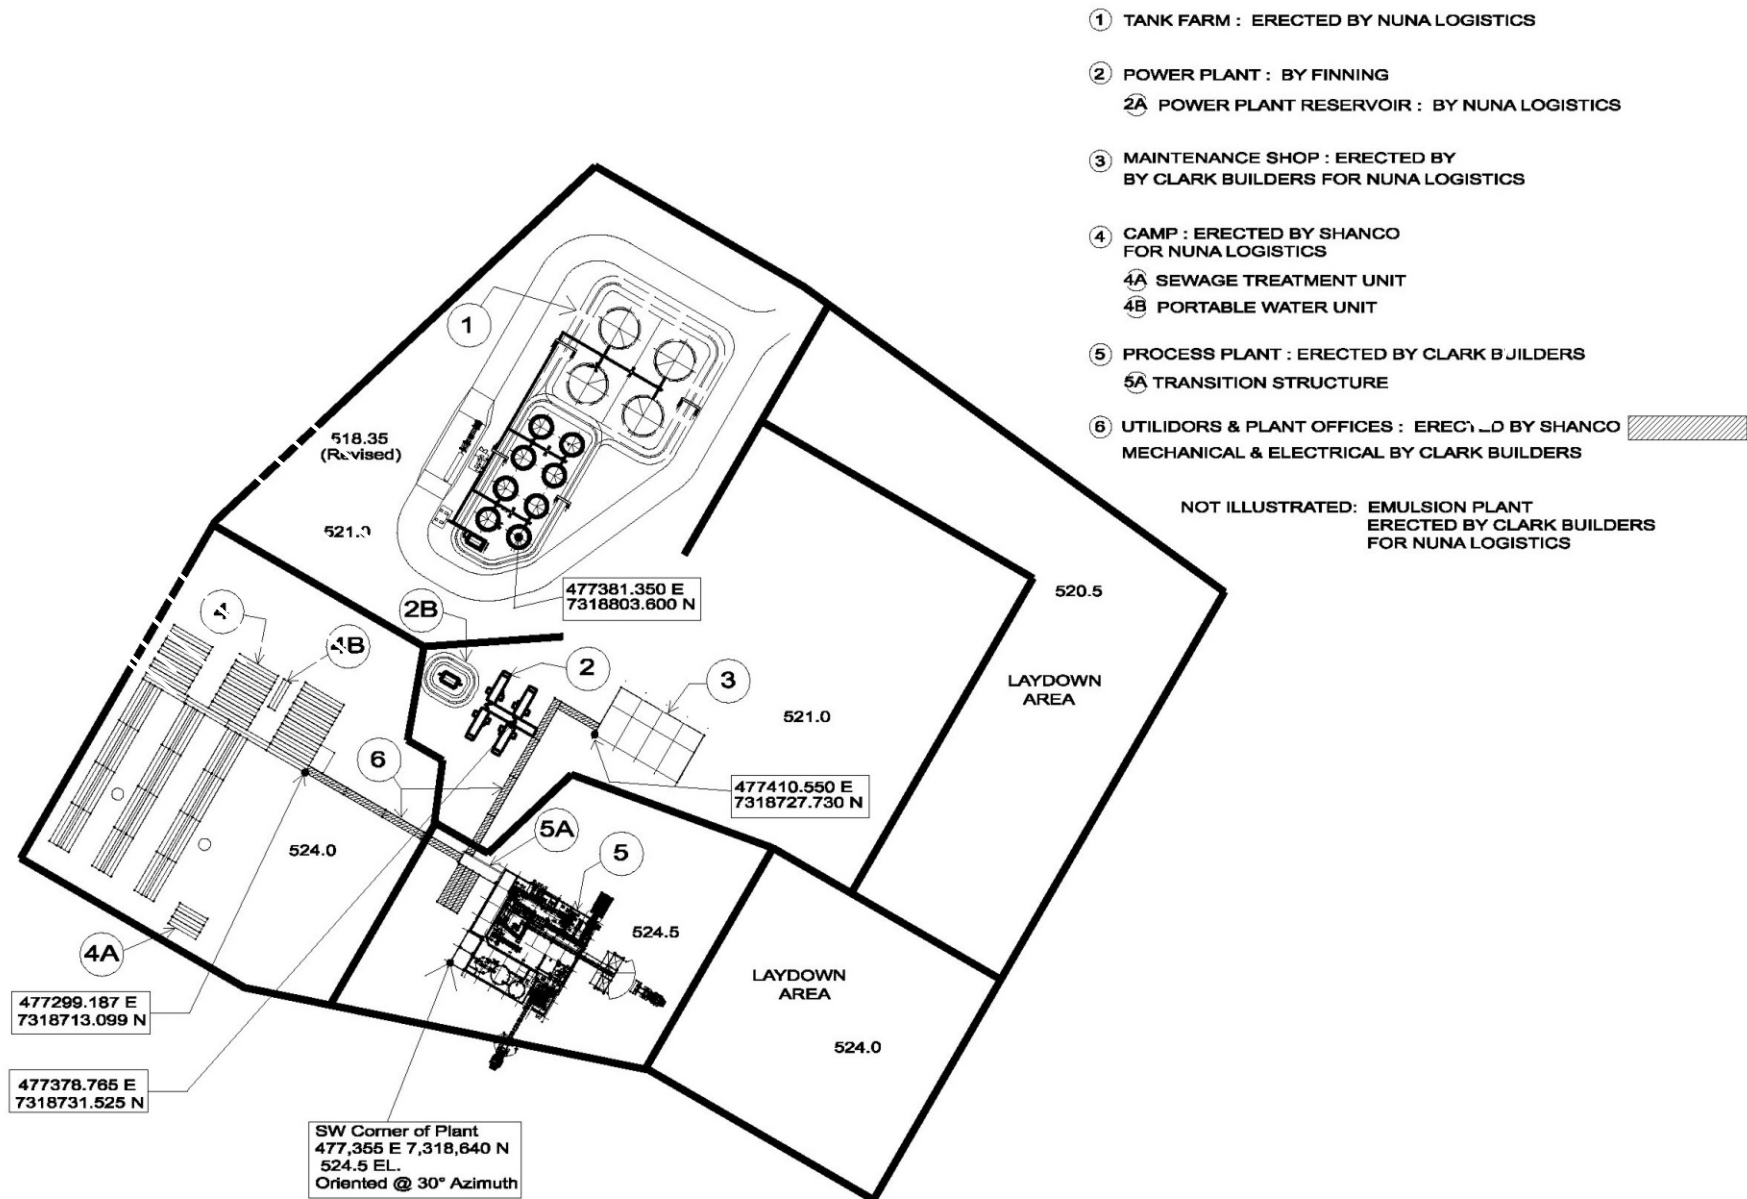 1 TANK FARM : ERECTED BY NUNA LOGISTICS
2 POWER PLANT : BY FINNING
2A POWER PLANT RESERVOIR : BY NUNA LOGISTICS
3 MAINTENANCE SHOP : ERECTED BY
BY CLARK BUILDERS FOR NUNA LOGISTICS
4 CAMP : ERECTED BY SHANCO
FOR NUNA LOGISTICS
4A SEWAGE TREATMENT UNIT
4B PORTABLE WATER UNIT
5 PROCESS PLANT : ERECTED BY CLARK BUILDERS
5A TRANSITION STRUCTURE
6 UTILIDORS & PLANT OFFICES : ERECTED BY SHANCO
MECHANICAL & ELECTRICAL BY CLARK BUILDERS
NOT ILLUSTRATED: EMULSION PLANT
ERECTED BY CLARK BUILDERS
FOR NUNA LOGISTICS
1
518.35
(Revised)
521.0
477381.350 E
7318803.600 N
520.5
2B
4B
2
3
LAYDOWN
AREA
521.0
6
477410.550 E
7318727.730 N
5A
5
524.0
524.5
4A
LAYDOWN
AREA
477299.187 E
7318713.099 N
524.0
477378.765 E
7318731.525 N
SW Corner of Plant
477,355 E 7,318,640 N
524.5 EL.
Oriented @ 30° Azimuth